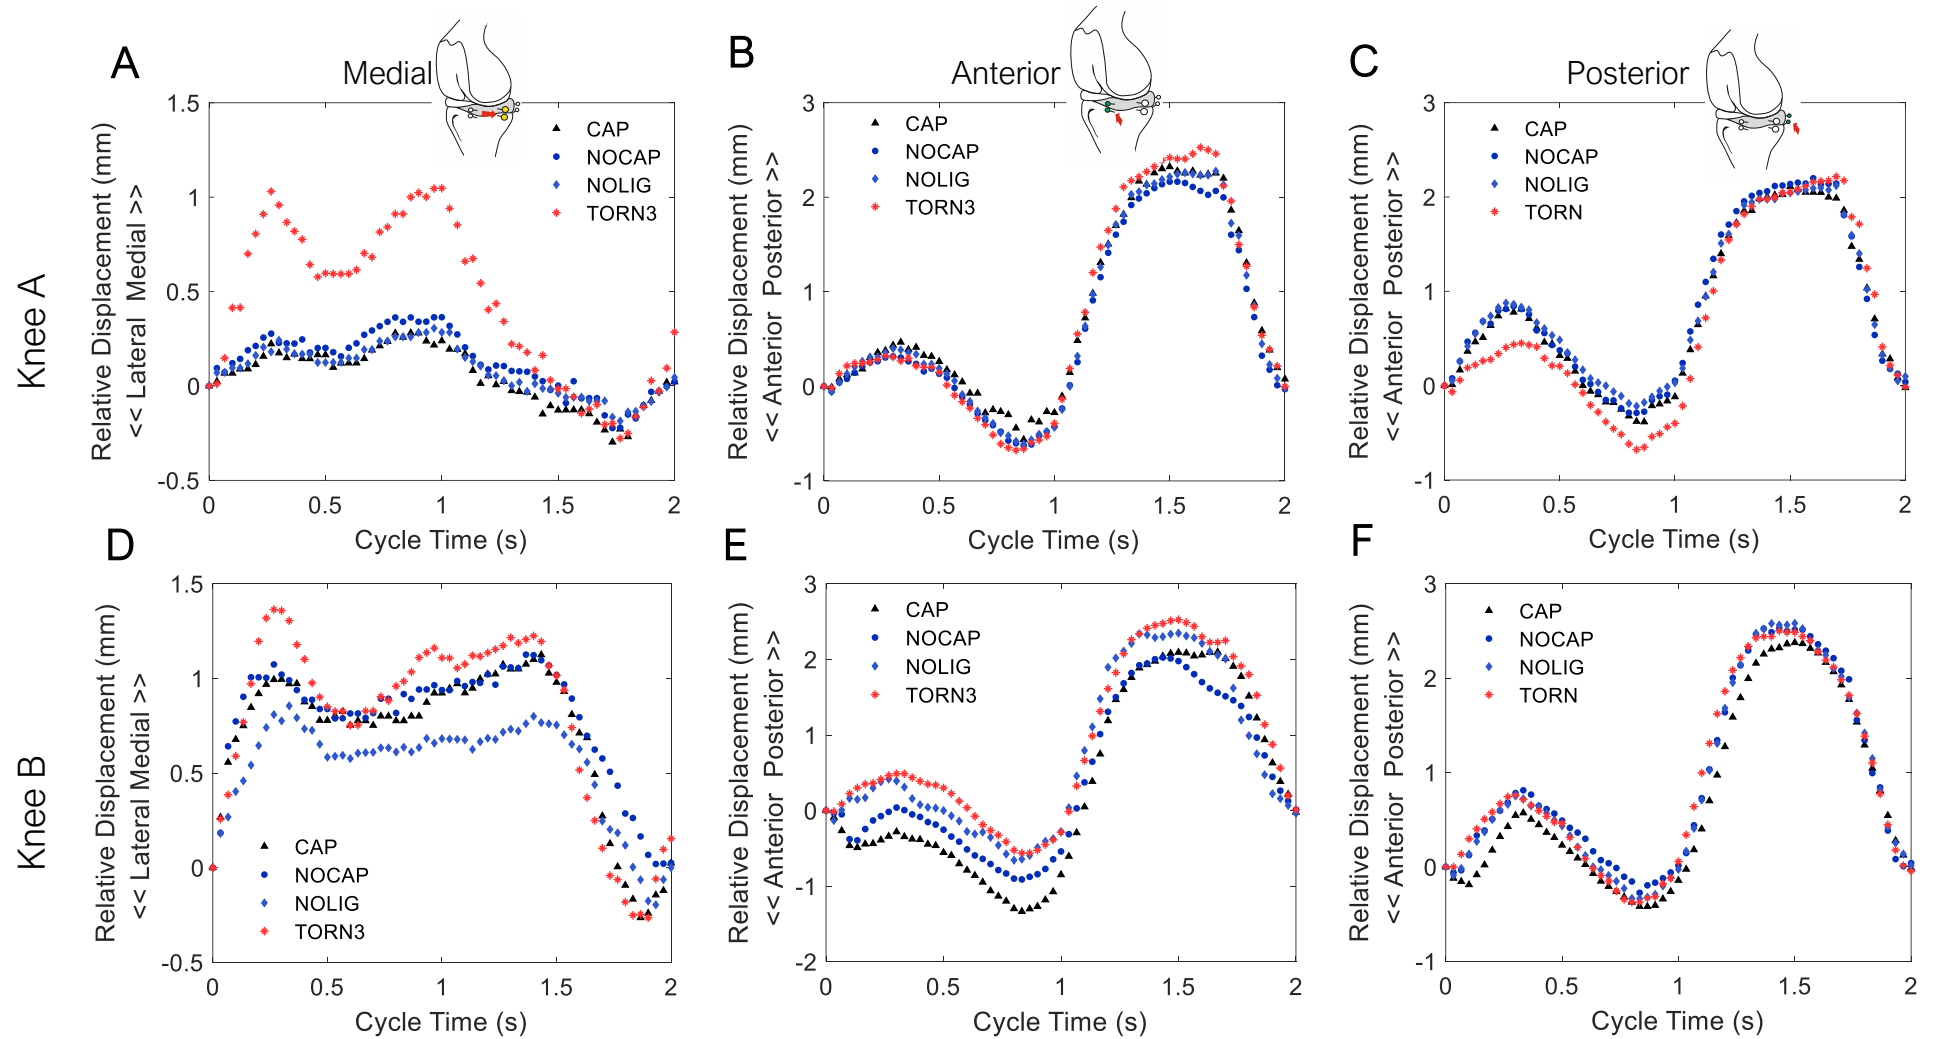 A
Medial
B
Anterior
C
Posterior
Knee A
Relative Displacement (mm)
<< Lateral Medial >>
1.5
1
0.5
0
-0.5
CAP
NOCAP
NOLIG
TORN3
0 0.5 1 1.5 2
Cycle Time (s)
Relative Displacement (mm)
<< Anterior Posterior >>
3
2
1
0
-1
CAP
NOCAP
NOLIG
TORN3
0 0.5 1 1.5 2
Cycle Time (s)
Relative Displacement (mm)
<< Anterior Posterior >>
3
2
1
0
-1
CAP
NOCAP
NOLIG
TORN
0 0.5 1 1.5 2
Cycle Time (s)
Knee B
D
Relative Displacement (mm)
<< Lateral Medial >>
1.5
1
0.5
0
-0.5
CAP
NOCAP
NOLIG
TORN3
0 0.5 1 1.5 2
Cycle Time (s)
E
Relative Displacement (mm)
<< Anterior Posterior >>
3
2
1
0
-1
-2
CAP
NOCAP
NOLIG
TORN3
0 0.5 1 1.5 2
Cycle Time (s)
F
Relative Displacement (mm)
<< Anterior Posterior >>
3
2
1
0
-1
CAP
NOCAP
NOLIG
TORN
0 0.5 1 1.5 2
Cycle Time (s)